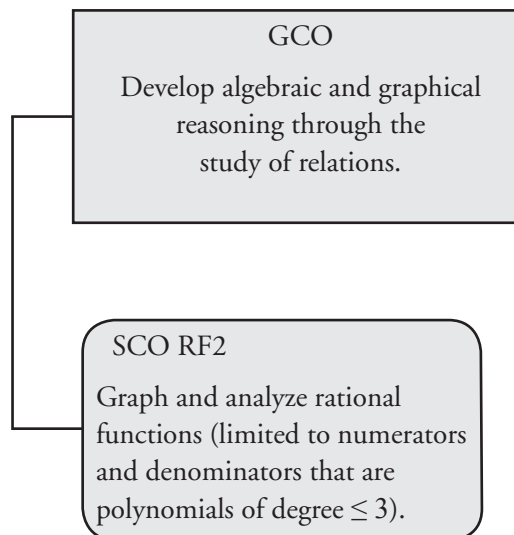 GCO
Develop algebraic and graphical
reasoning through the
study of relations.
SCO RF2
Graph and analyze rational
functions (limited to numerators
and denominators that are
polynomials of degree ≤ 3).